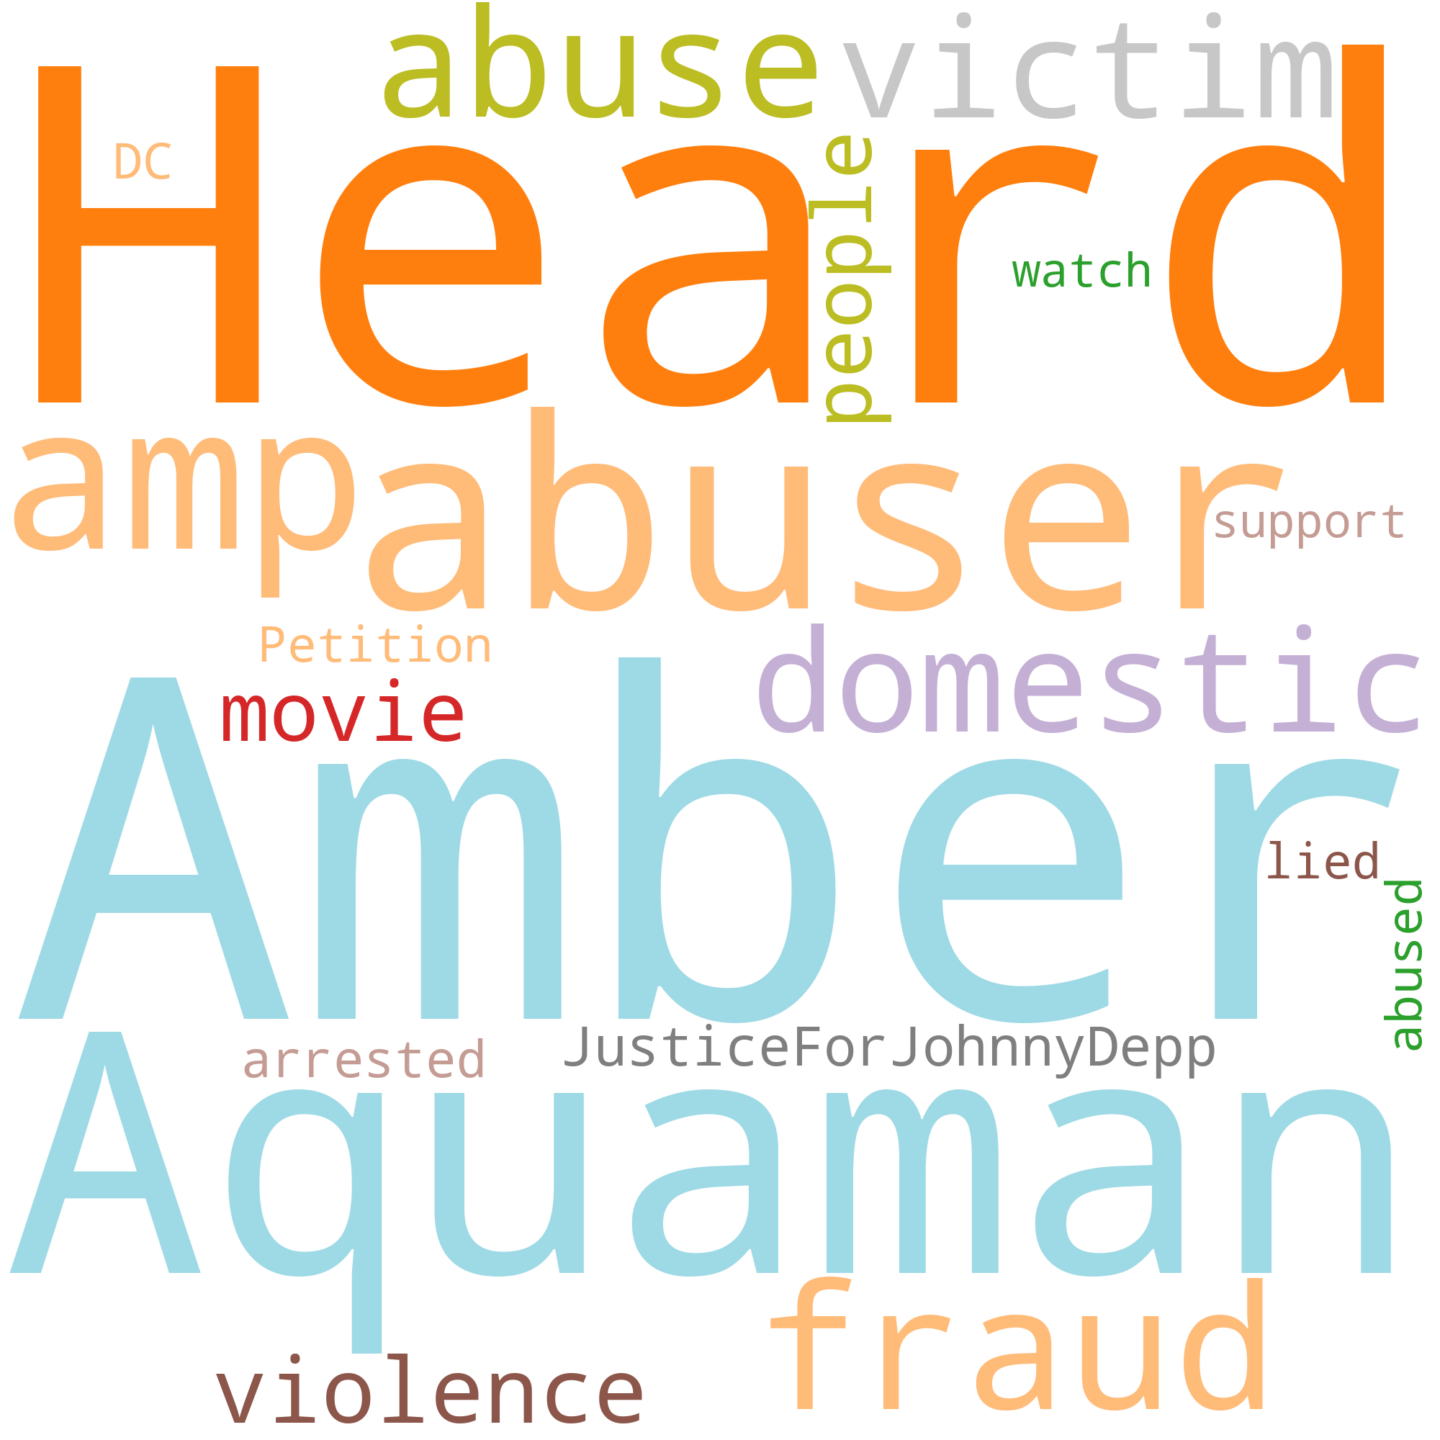 abuse victim
DC
Heard
people
watch
amp abuser
support
Petition
domestic
movie
Amber
lied
abused
JusticeForJohnnyDepp
arrested
Aquaman
fraud
violence